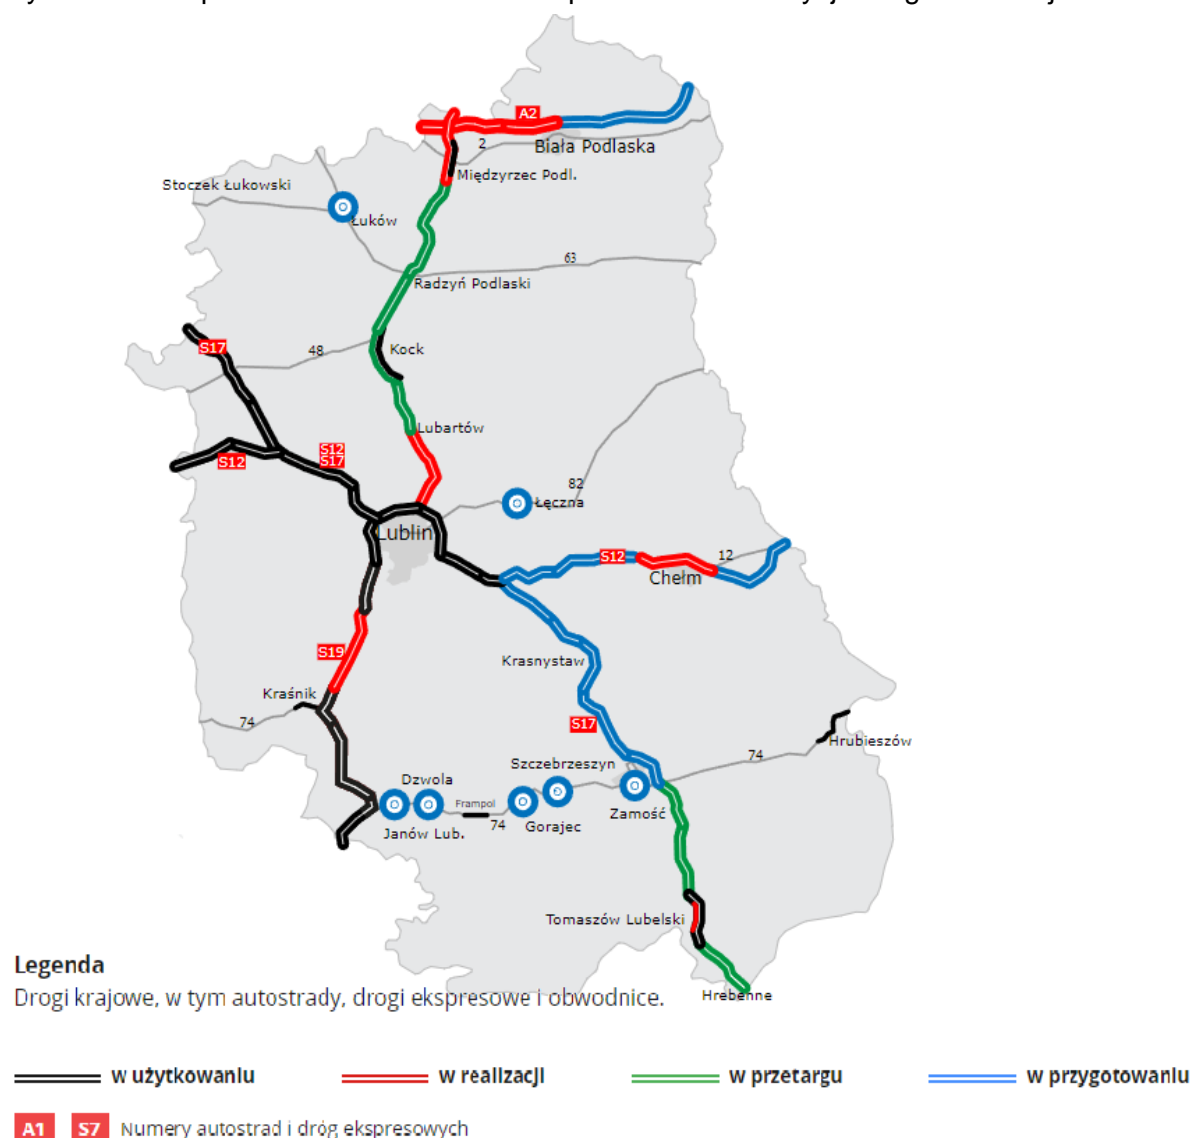 A2
2
Biała Podlaska
Międzyrzec Podl.
Stoczek Łukowski
Łuków
63
Radzyń Podlaski
S17
48
Kock
Lubartów
S12
S17
S12
82
Łęczna
Lublin
S12
12
Chełm
S19
Krasnystaw
Kraśnik
74
S17
Hrubieszów
74
Szczebrzeszyn
Dzwola
Frampol
74
Gorajec
Zamość
Janów Lub.
Tomaszów Lubelski
Hrebenne
Legenda
Drogi krajowe, w tym autostrady, drogi ekspresowe i obwodnice.
w użytkowaniu
w realizacji
w przetargu
w przygotowaniu
A1 S7 Numery autostrad i dróg ekspresowych